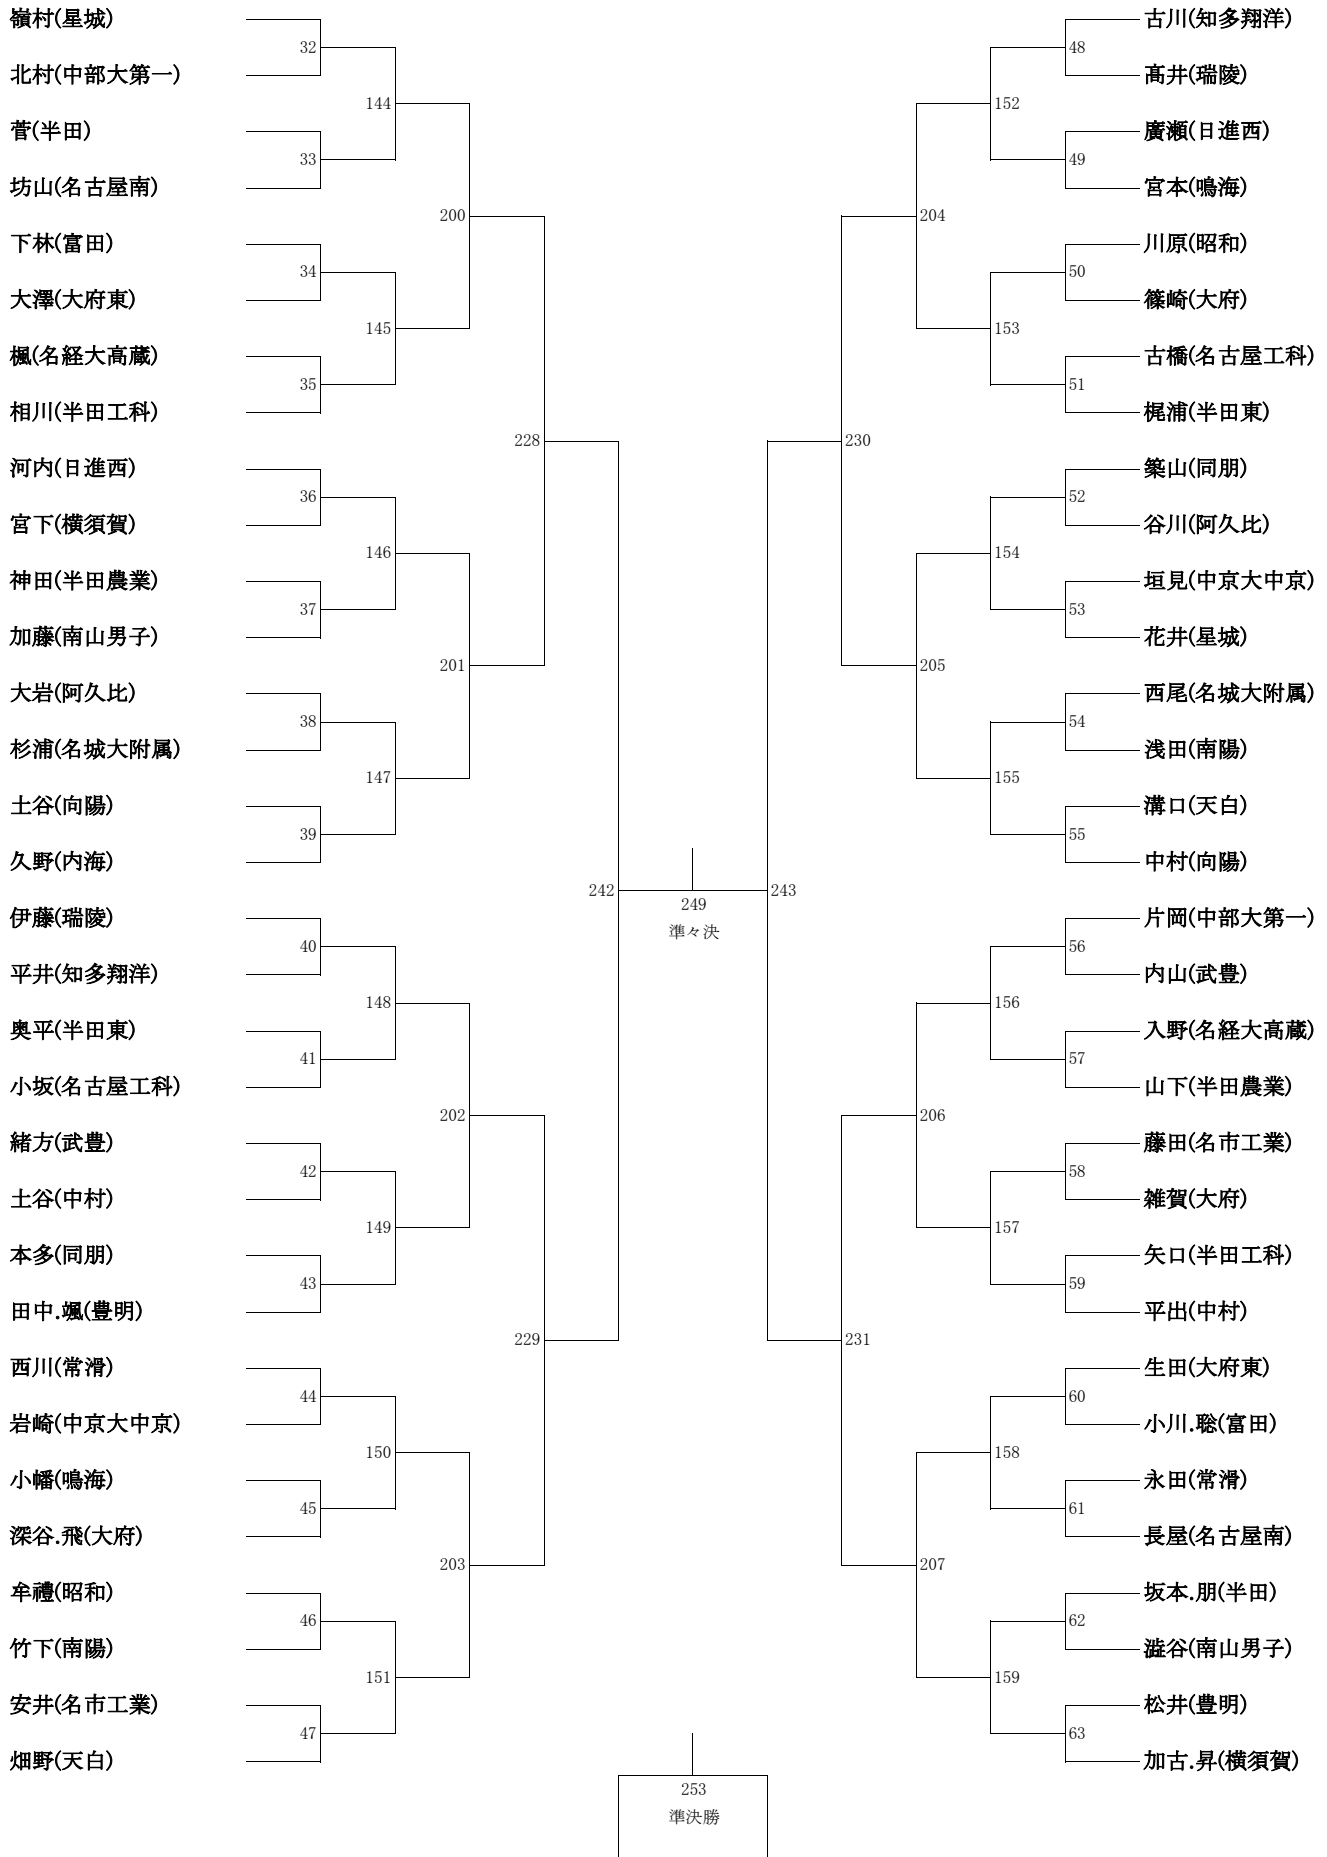 嶺村(星城)
北村(中部大第一)
菅(半田)
坊山(名古屋南)
下林(富田)
大澤(大府東)
楓(名経大高蔵)
相川(半田工科)
河内(日進西)
宮下(横須賀)
神田(半田農業)
加藤(南山男子)
大岩(阿久比)
杉浦(名城大附属)
土谷(向陽)
久野(内海)
伊藤(瑞陵)
平井(知多翔洋)
奥平(半田東)
小坂(名古屋工科)
緒方(武豊)
土谷(中村)
本多(同朋)
田中.颯(豊明)
西川(常滑)
岩崎(中京大中京)
小幡(鳴海)
深谷.飛(大府)
牟禮(昭和)
竹下(南陽)
安井(名市工業)
畑野(天白)
32
33
34
35
36
37
38
39
40
41
42
43
44
45
46
47
144
145
146
147
148
149
150
151
200
201
202
203
228
229
242
249
準々決
253
準決勝
243
230
231
204
205
206
207
152
153
154
155
156
157
158
159
48
49
50
51
52
53
54
55
56
57
58
59
60
61
62
63
古川(知多翔洋)
髙井(瑞陵)
廣瀬(日進西)
宮本(鳴海)
川原(昭和)
篠崎(大府)
古橋(名古屋工科)
梶浦(半田東)
築山(同朋)
谷川(阿久比)
垣見(中京大中京)
花井(星城)
西尾(名城大附属)
浅田(南陽)
溝口(天白)
中村(向陽)
片岡(中部大第一)
内山(武豊)
入野(名経大高蔵)
山下(半田農業)
藤田(名市工業)
雑賀(大府)
矢口(半田工科)
平出(中村)
生田(大府東)
小川.聡(富田)
永田(常滑)
長屋(名古屋南)
坂本.朋(半田)
澁谷(南山男子)
松井(豊明)
加古.昇(横須賀)